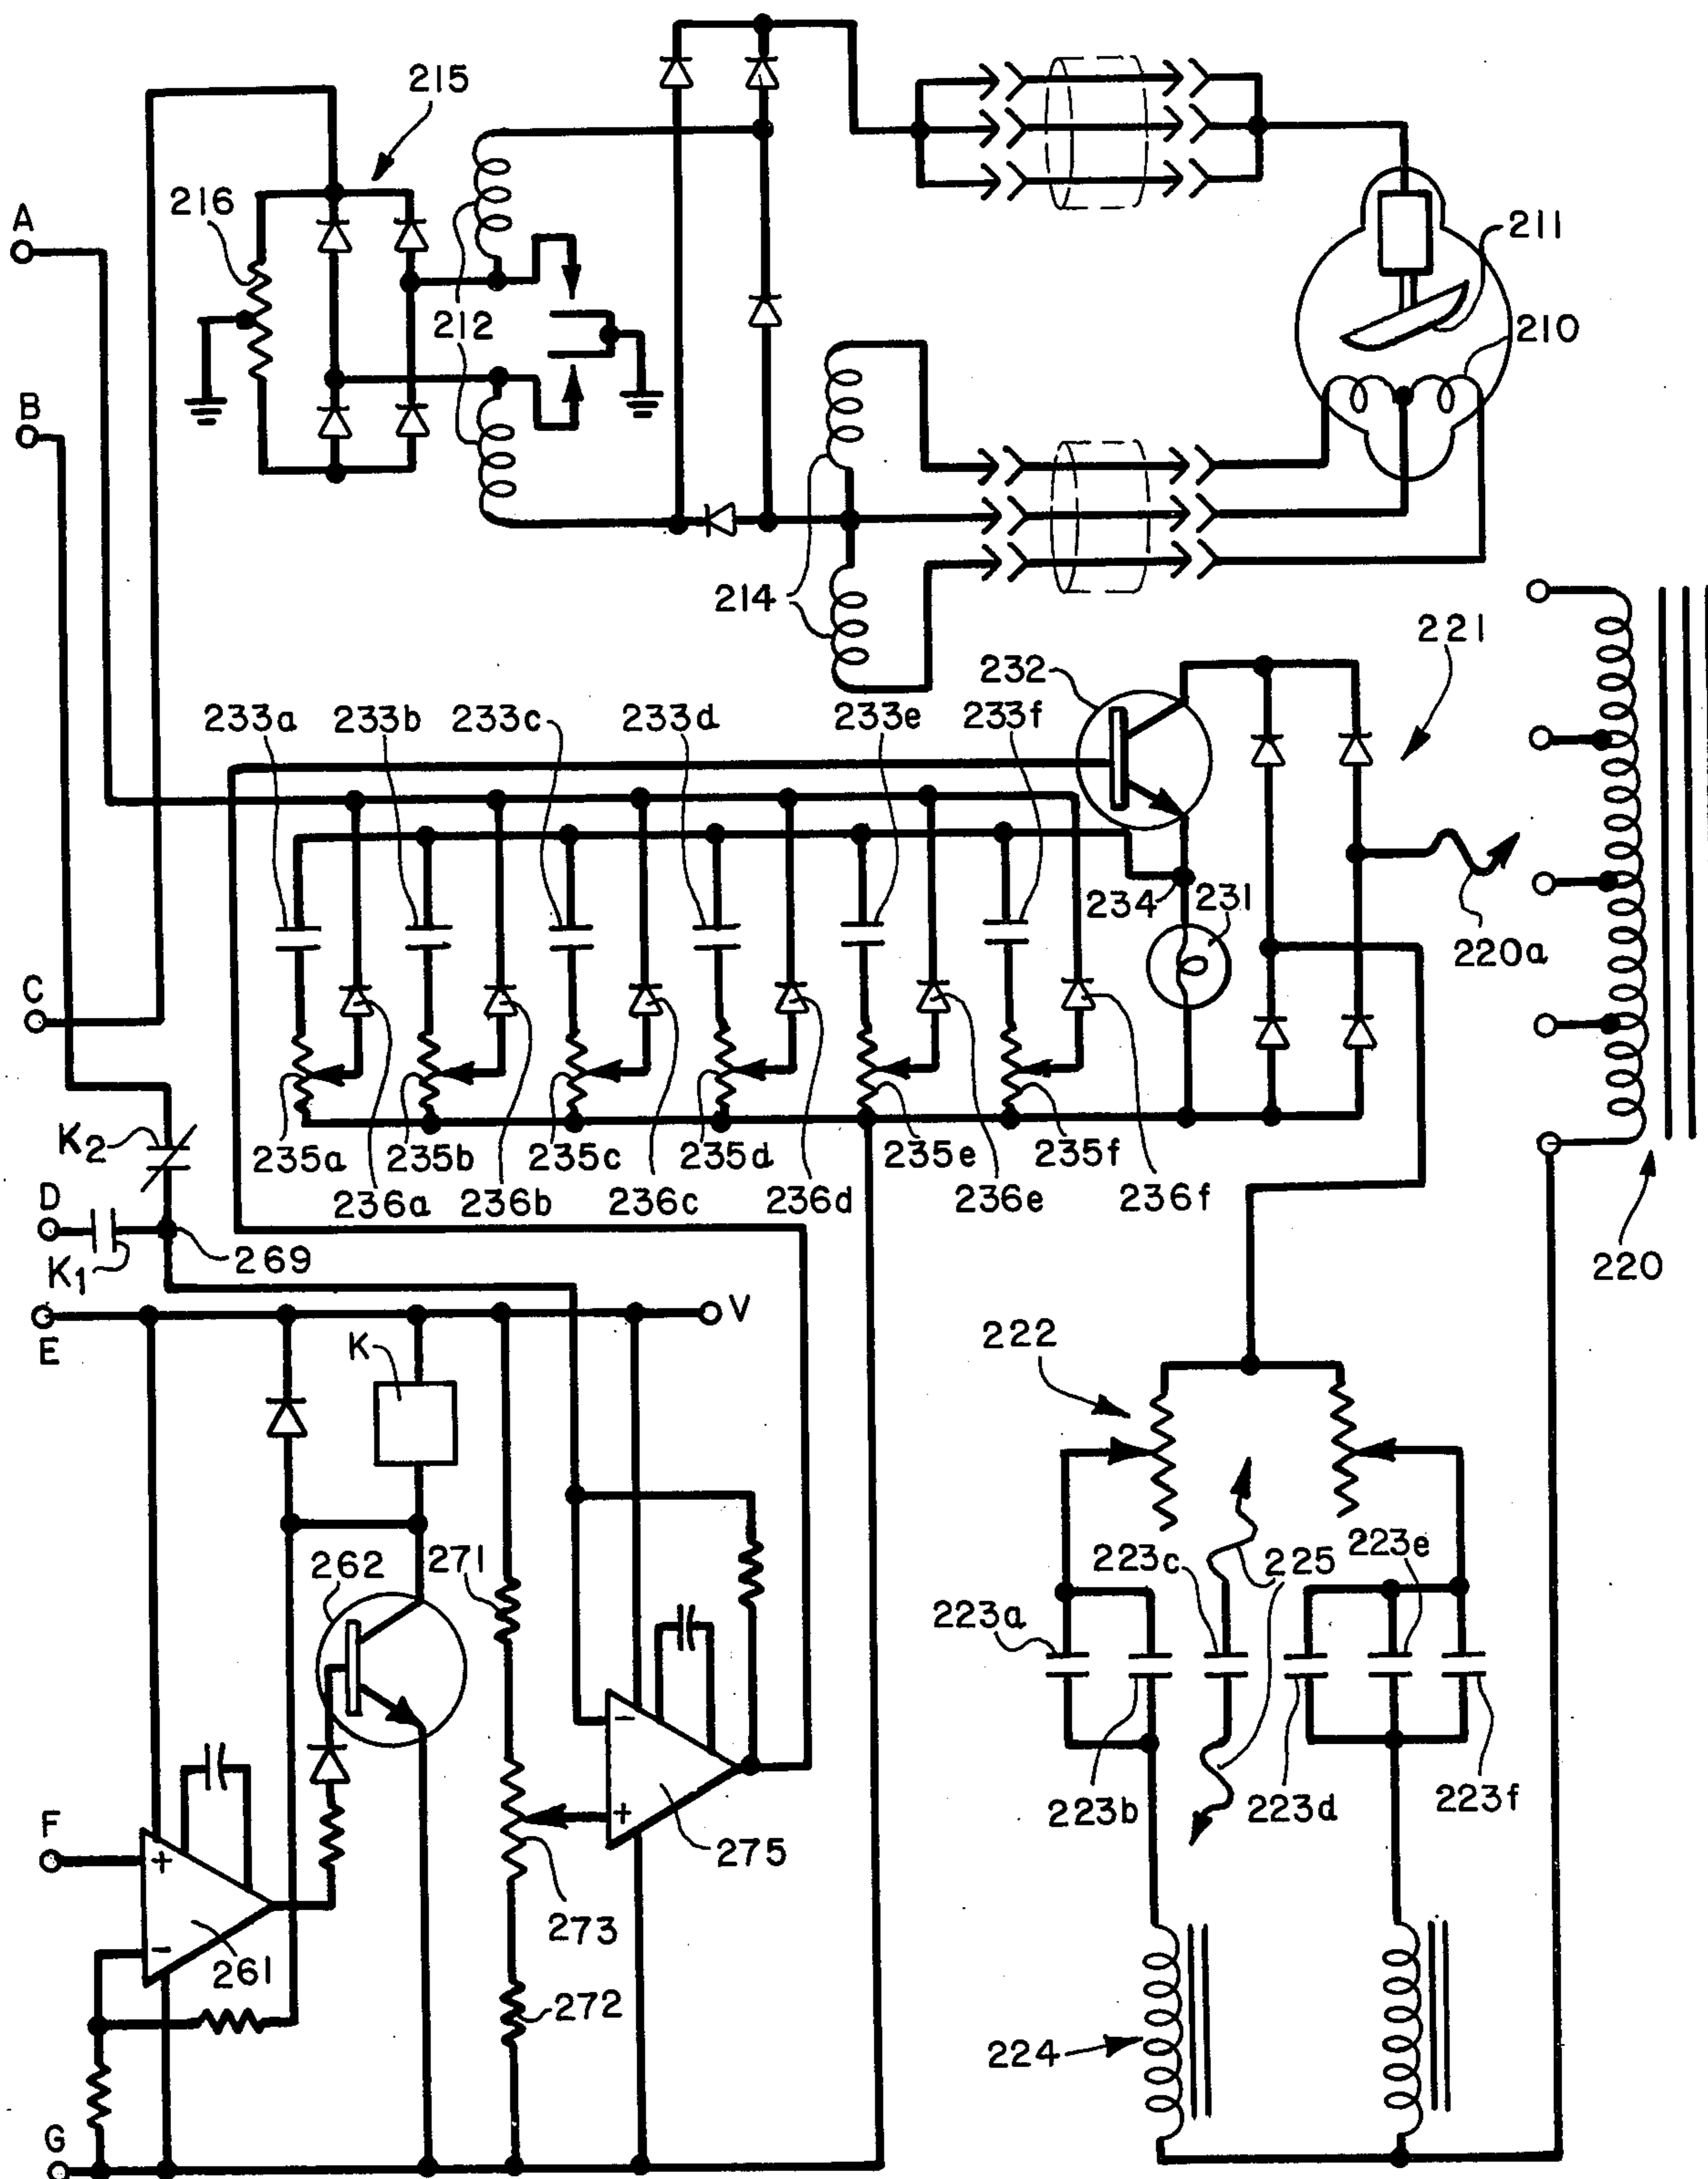 215
216
A
211
212
210
B
214
221
232
233a 233b 233c 233d 233e 233f
234 231
220a
C
K2
235a 235b 235c 235d 235e 235f
236a 236b 236c 236d 236e 236f
D
269
K1
220
E
V
K
222
262 271
223c 225 223e
223a
F
+
-
+
-
223b 223d 223f
275
273
261
272
224
G